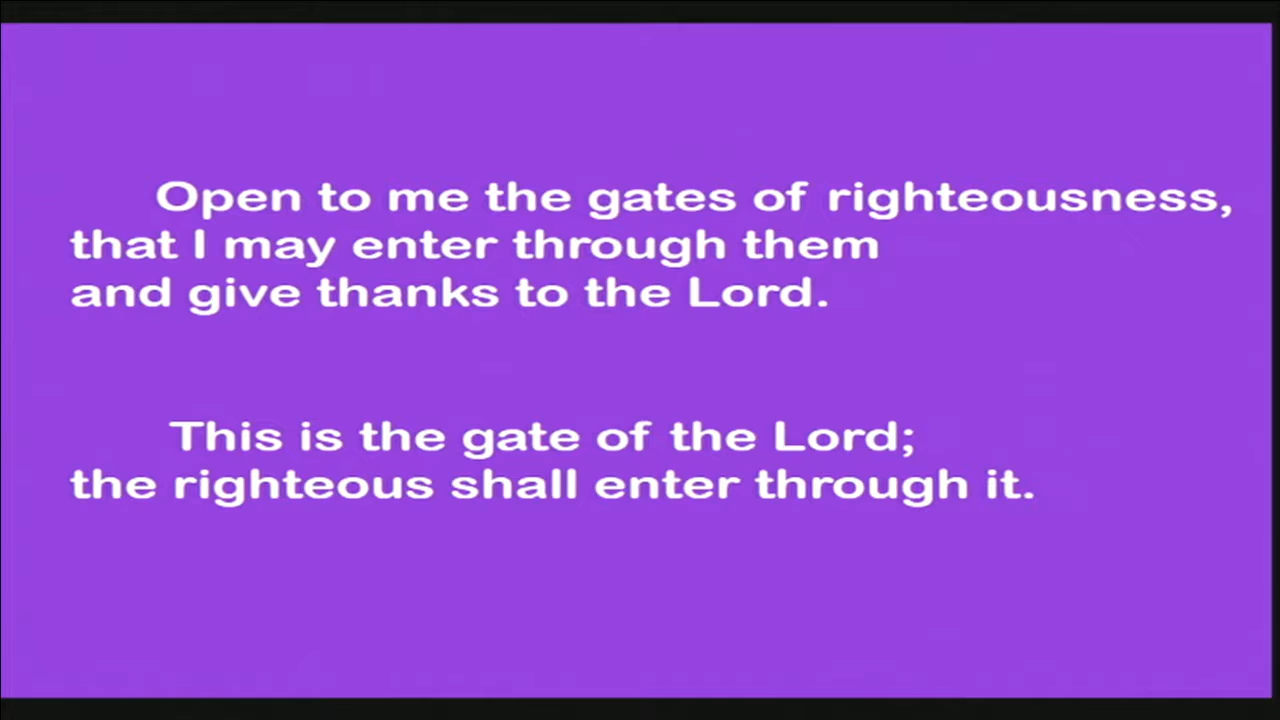 Open to me the gates of righteousness,
that I may enter through them
and give thanks to the Lord.
This is the gate of the Lord;
the righteous shall enter through it.